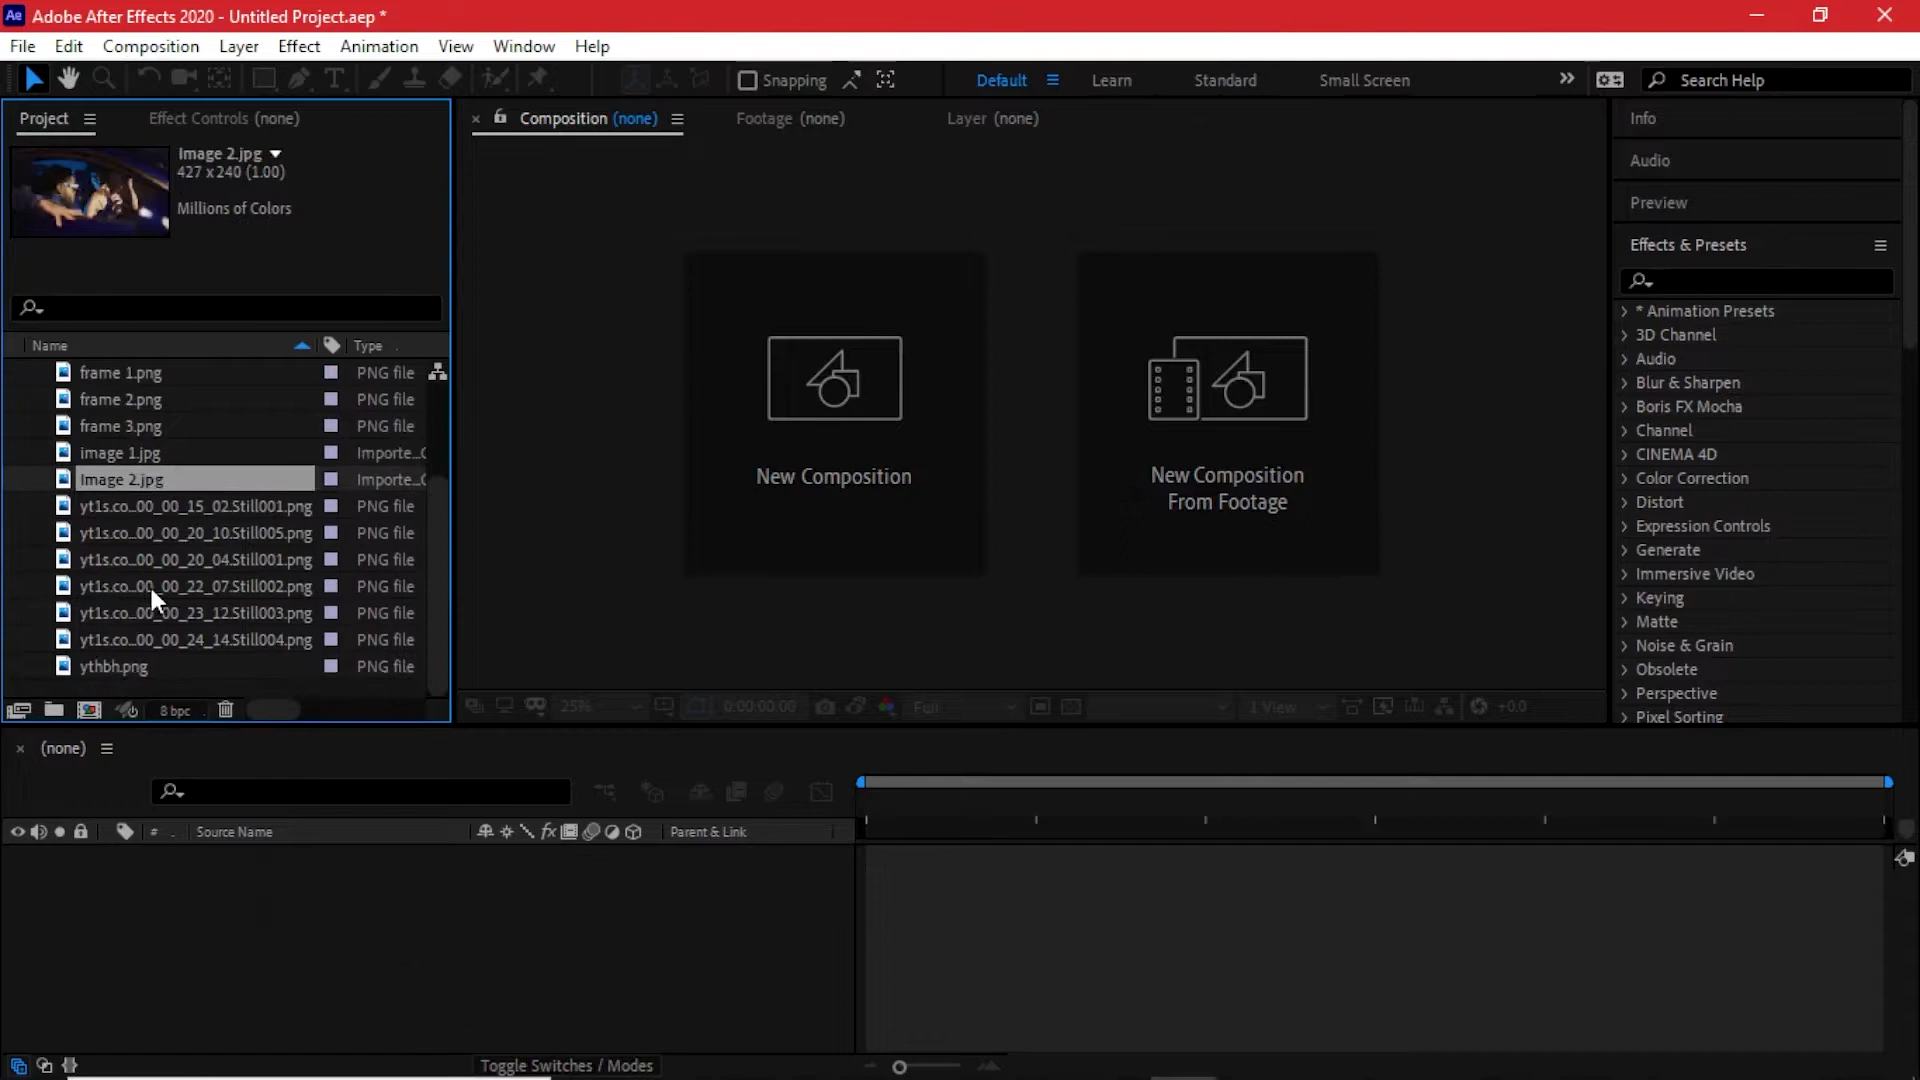 Ae Adobe After Effects 2020 - Untitled Project.aep *
File Edit Composition Layer Effect Animation View Window Help
Snapping Default Learn Standard Small Screen Search Help
Project Effect Controls (none) Composition (none) Footage (none) Layer (none)
Image 2.jpg
427 x 240 (1.00)
Millions of Colors
Name Type
frame 1.png PNG file
frame 2.png PNG file
frame 3.png PNG file
image 1.jpg Importe...
Image 2.jpg Importe...
yt1s.co...00_00_15_02.Still001.png PNG file
yt1s.co...00_00_20_10.Still005.png PNG file
yt1s.co...00_00_20_04.Still001.png PNG file
yt1s.co...00_00_22_07.Still002.png PNG file
yt1s.co...00_00_23_12.Still003.png PNG file
yt1s.co...00_00_24_14.Still004.png PNG file
ythbh.png PNG file
8 bpc
New Composition
New Composition
From Footage
25% 0:00:00:00 Full 1 View +0.0
Info
Audio
Preview
Effects & Presets
* Animation Presets
3D Channel
Audio
Blur & Sharpen
Boris FX Mocha
Channel
CINEMA 4D
Color Correction
Distort
Expression Controls
Generate
Immersive Video
Keying
Matte
Noise & Grain
Obsolete
Perspective
Pixel Sorting
(none)
# Source Name fx Parent & Link
Toggle Switches / Modes